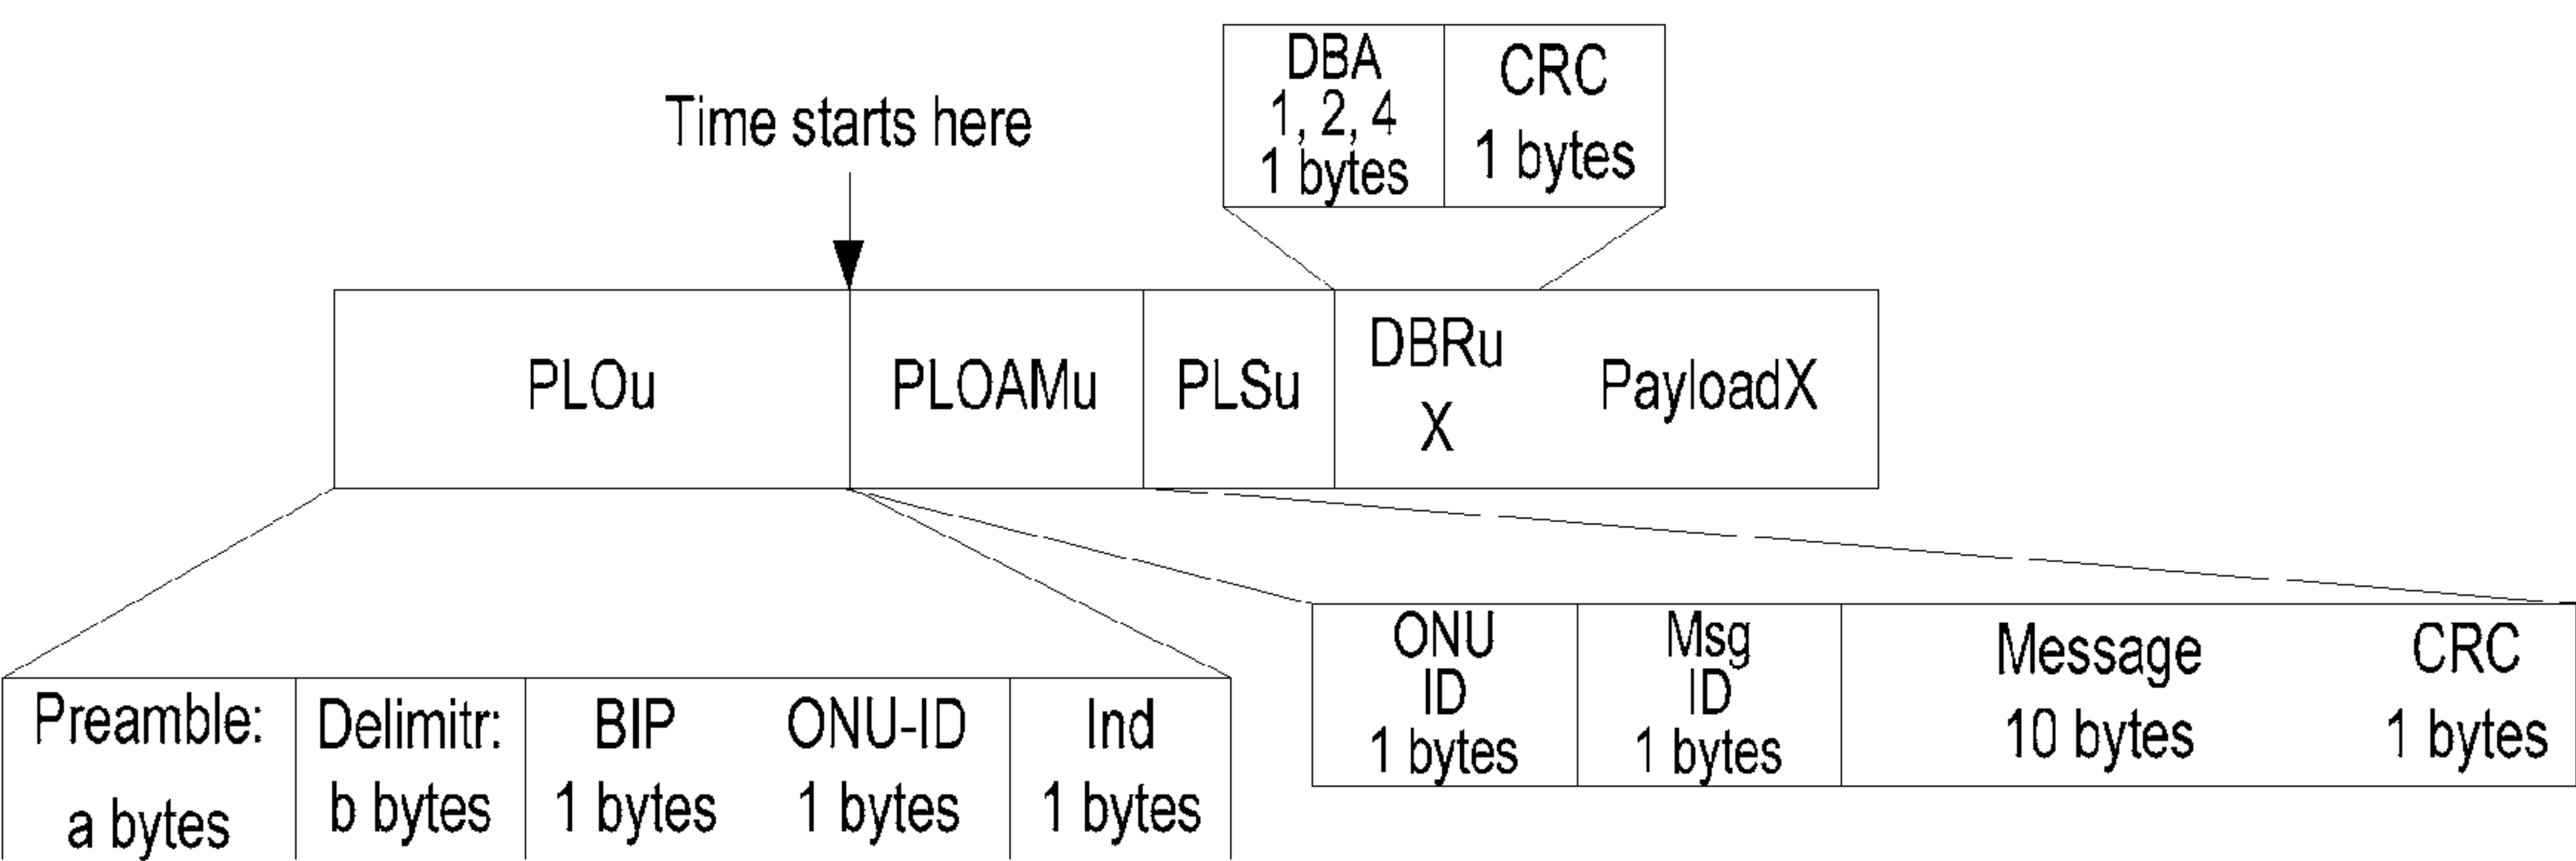 DBA
1, 2, 4
1 bytes
CRC
1 bytes
Time starts here
PLOu
PLOAMu
PLSu
DBRu
X
PayloadX
ONU
ID
1 bytes
Msg
ID
1 bytes
Message
10 bytes
CRC
1 bytes
Preamble:
a bytes
Delimitr:
b bytes
BIP
1 bytes
ONU-ID
1 bytes
Ind
1 bytes